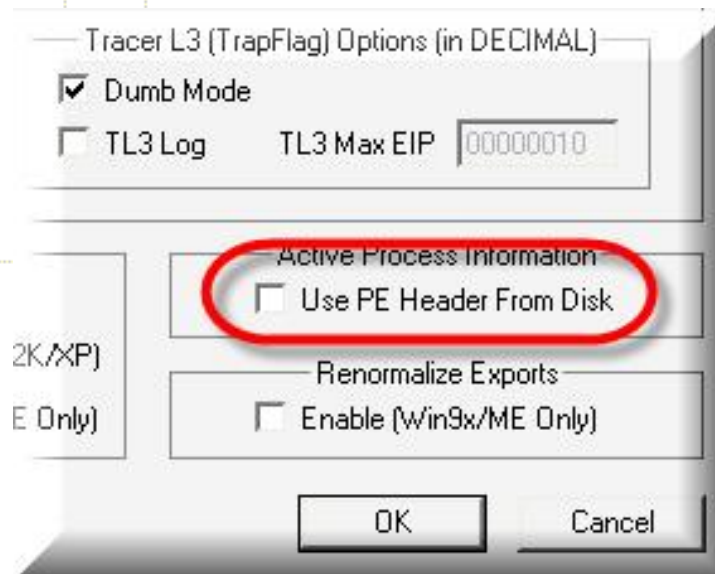 Tracer L3 (TrapFlag) Options (in DECIMAL)
Dumb Mode
TL3 Log TL3 Max EIP 00000010
Active Process Information
Use PE Header From Disk
2K/XP)
Renormalize Exports
E Only)
Enable (Win9x/ME Only)
OK Cancel